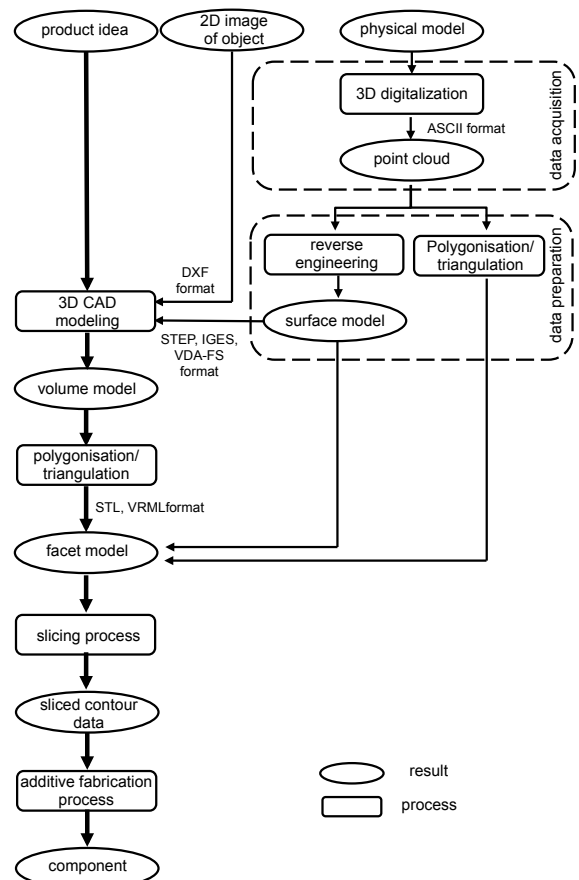 product idea
2D image
of object
physical model
3D digitalization
ASCII format
point cloud
data acquisition
reverse
engineering
Polygonisation/
triangulation
data preparation
DXF
format
3D CAD
modeling
surface model
STEP, IGES,
VDA-FS
format
volume model
polygonisation/
triangulation
STL, VRMLformat
facet model
slicing process
sliced contour
data
result
additive fabrication
process
process
component